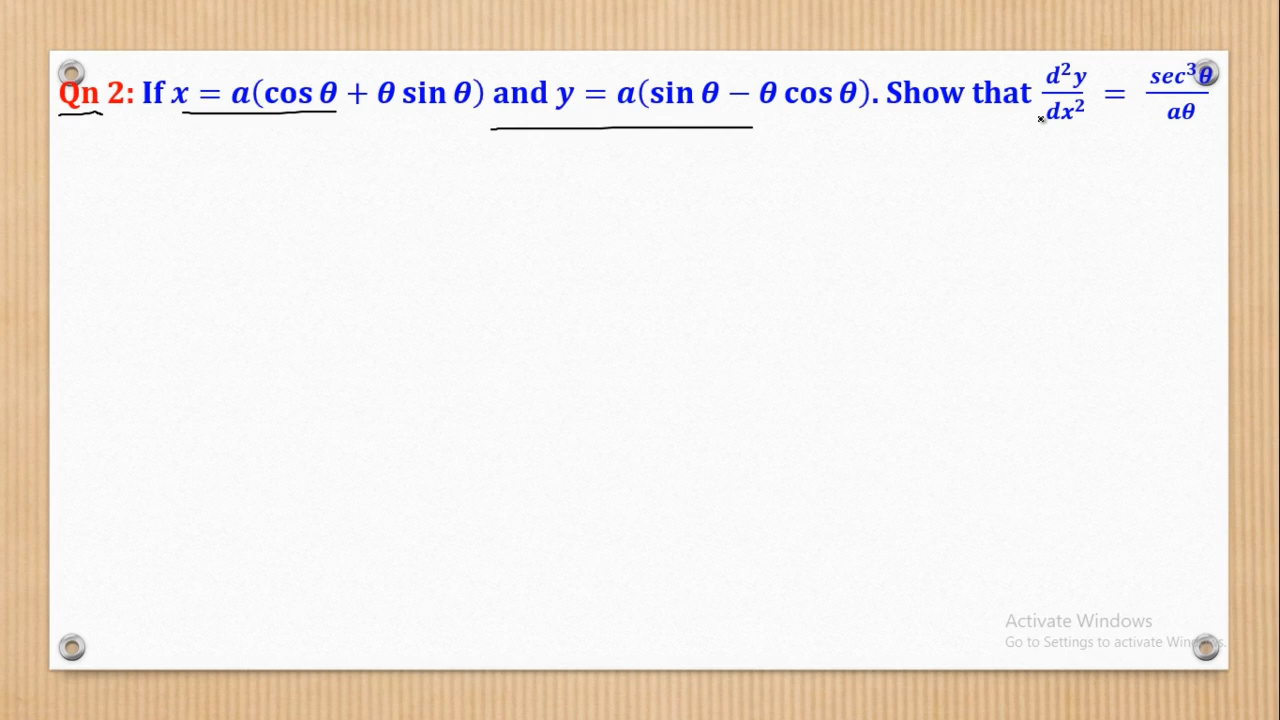 Qn 2: If x = a(cos θ + θ sin θ) and y = a(sin θ − θ cos θ). Show that d²y/dx² = sec³θ/aθ
Activate Windows
Go to Settings to activate Windows.